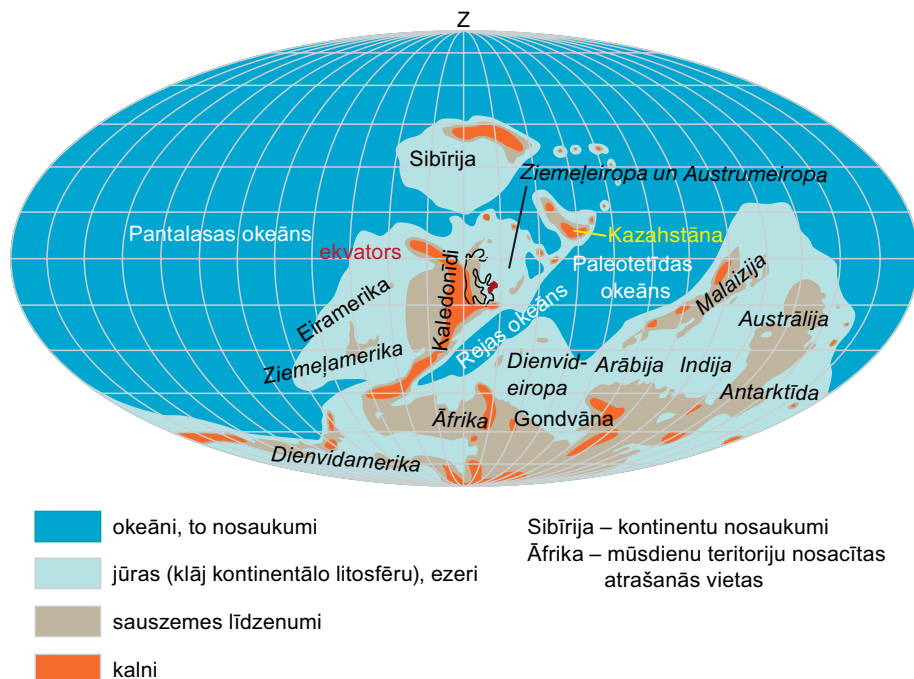 Z
Sibīrija
Ziemeļeiropa un Austrumeiropa
Pantalasas okeāns
ekvators
Kazahstāna
Paleotetīdas
okeāns
Kaledonīdi
Eiramerika
Malaizija
Rejas okeāns
Austrālija
Ziemeļamerika
Dienvid-
eiropa
Arābija
Indija
Antarktīda
Āfrika
Gondvāna
Dienvidamerika
okeāni, to nosaukumi
jūras (klāj kontinentālo litosfēru), ezeri
sauszemes līdzenumi
kalni
Sibīrija – kontinentu nosaukumi
Āfrika – mūsdienu teritoriju nosacītas
atrašanās vietas